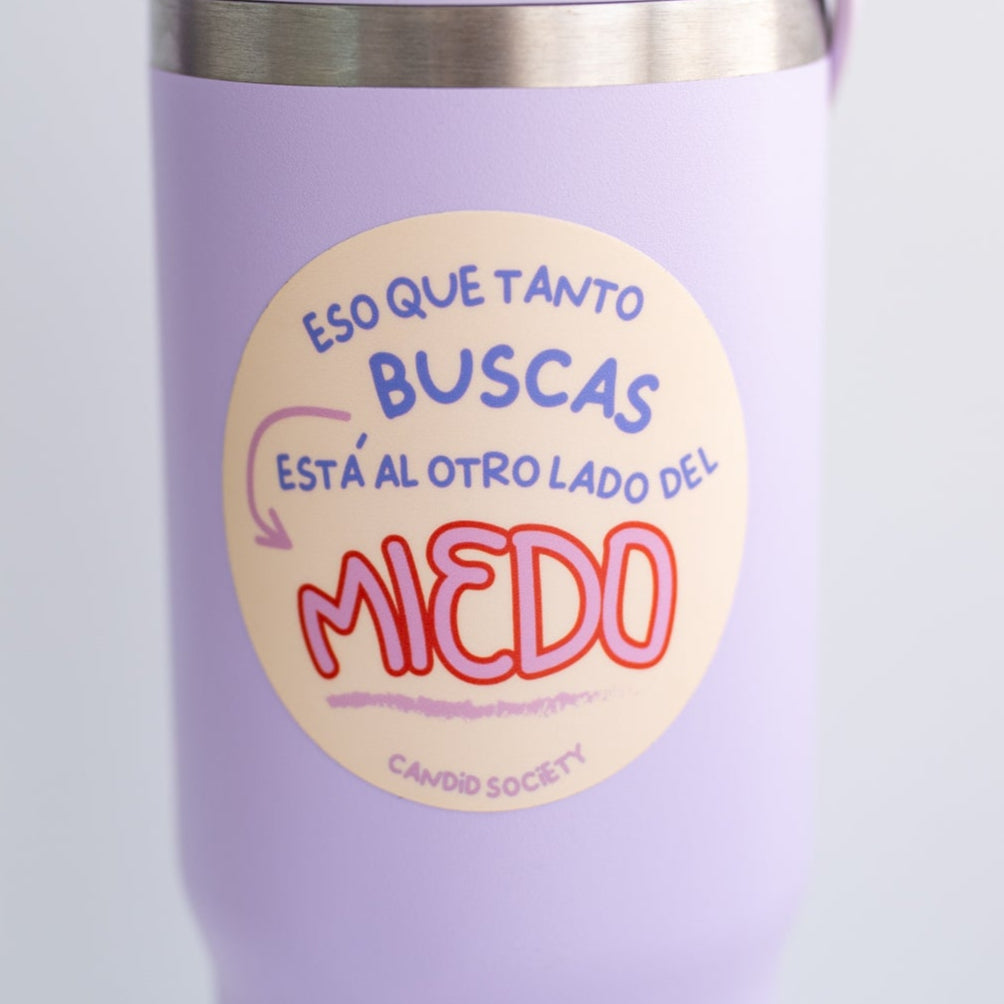 ESO QUE TANTO
BUSCAS
ESTÁ AL OTRO LADO DEL
MIEDO
CANDID SOCIETY